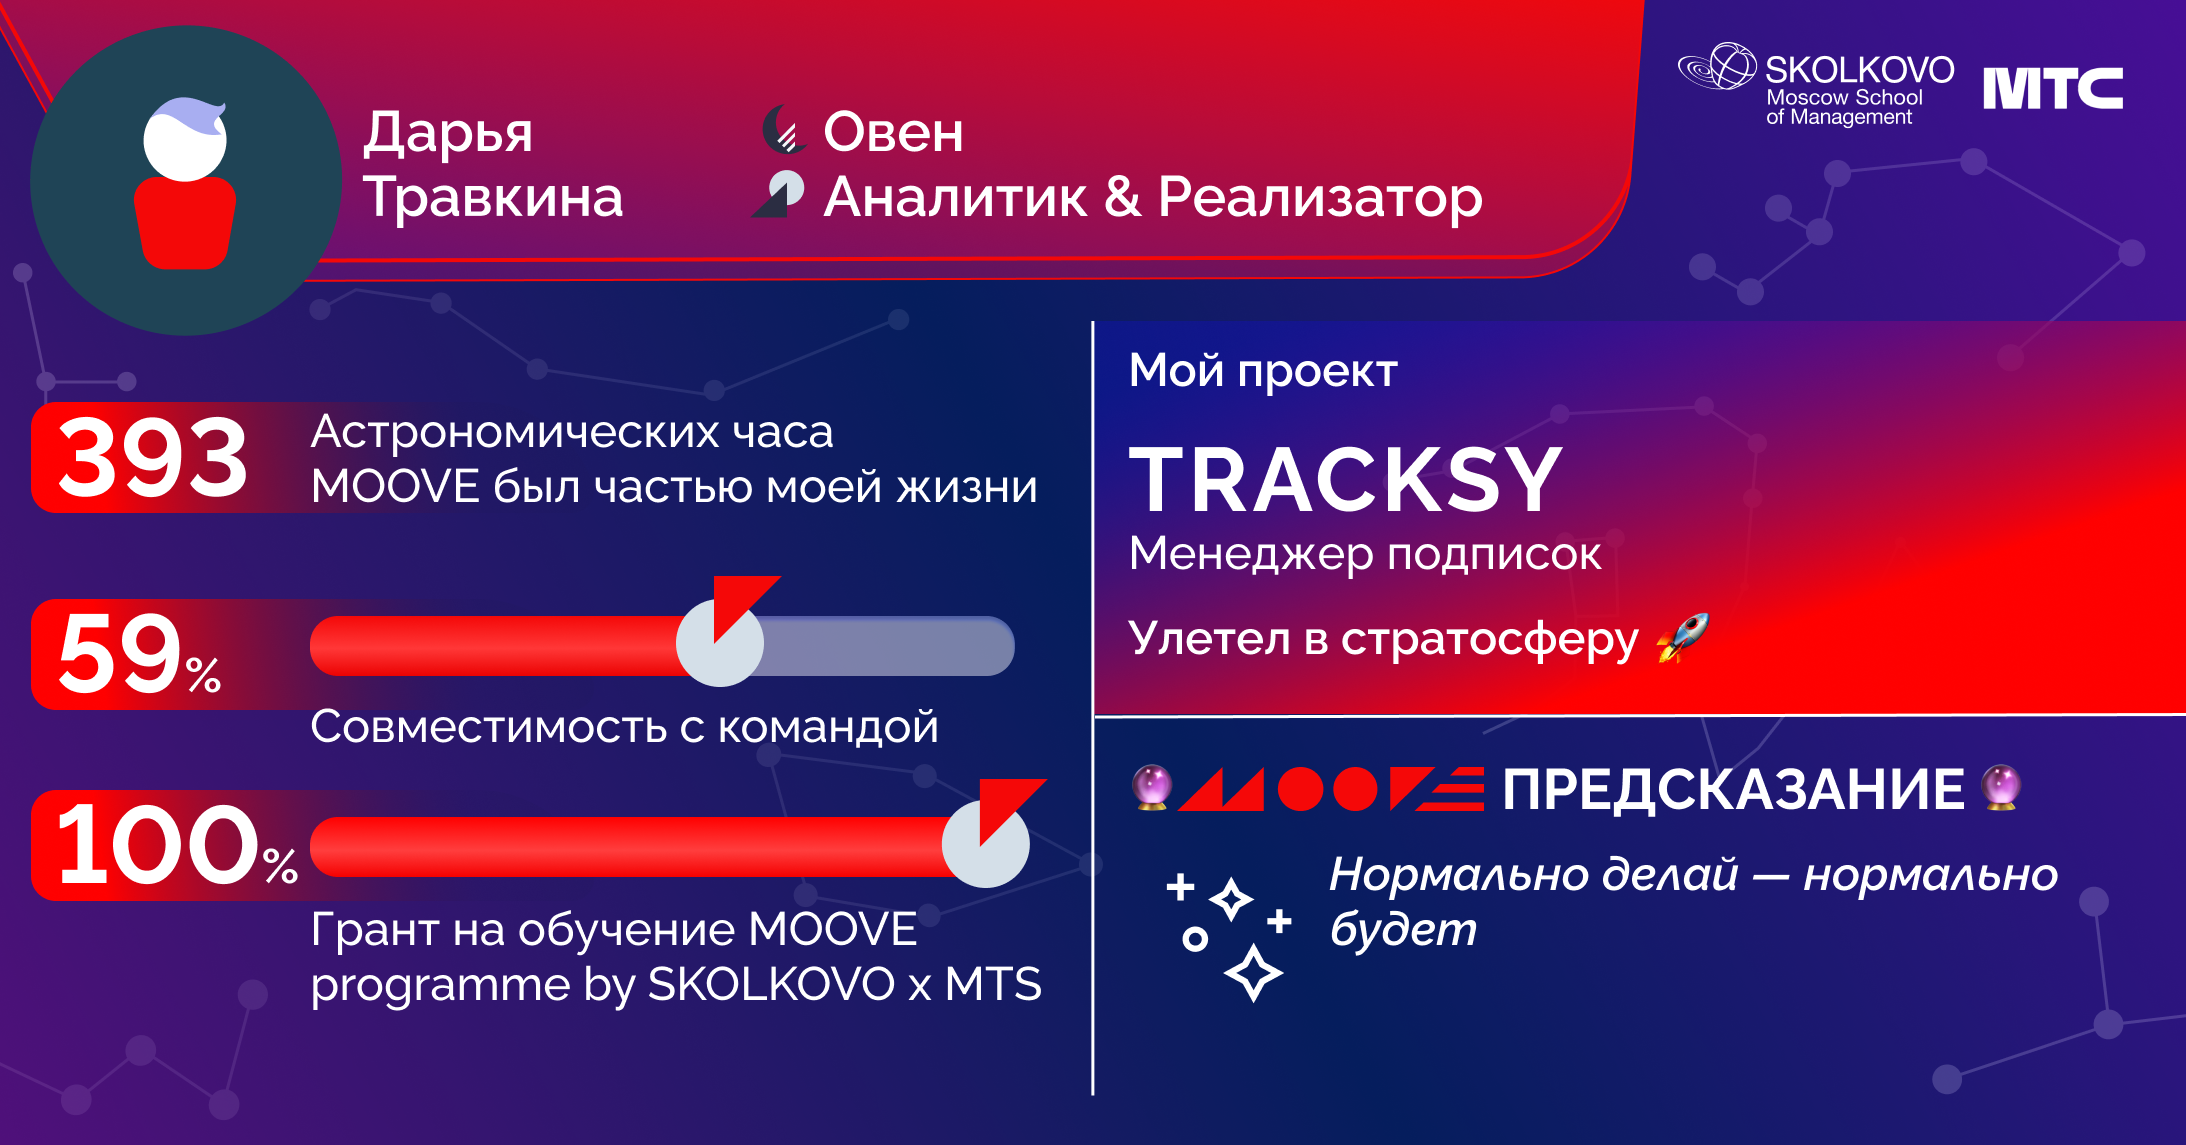 Дарья
Травкина
Овен
Аналитик & Реализатор
SKOLKOVO
Moscow School
of Management
МТС
393
Астрономических часа
MOOVE был частью моей жизни
59%
Совместимость с командой
100%
Грант на обучение MOOVE
programme by SKOLKOVO x MTS
Мой проект
TRACKSY
Менеджер подписок
Улетел в стратосферу 🚀
🔮 MOOVE ПРЕДСКАЗАНИЕ 🔮
Нормально делай — нормально
будет